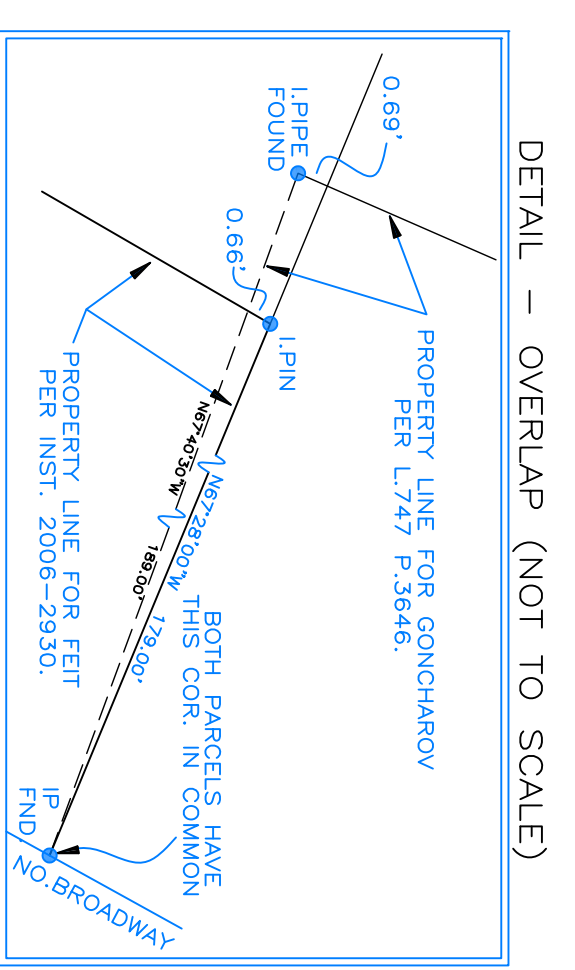 DETAIL – OVERLAP (NOT TO SCALE)
0.69'
I.PIPE
FOUND
0.66'
I.PIN
PROPERTY LINE FOR GONCHAROV
PER L.747 P.3646.
N67°28'00"W 179.00'
N67°40'30"W 189.00'
PROPERTY LINE FOR FEIT
PER INST. 2006–2930.
BOTH PARCELS HAVE
THIS COR. IN COMMON
IP
FND.
NO.BROADWAY